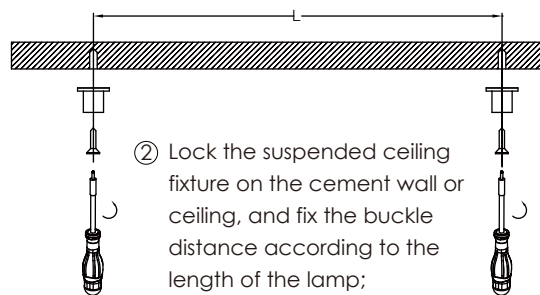 L
② Lock the suspended ceiling
fixture on the cement wall or
ceiling, and fix the buckle
distance according to the
length of the lamp;